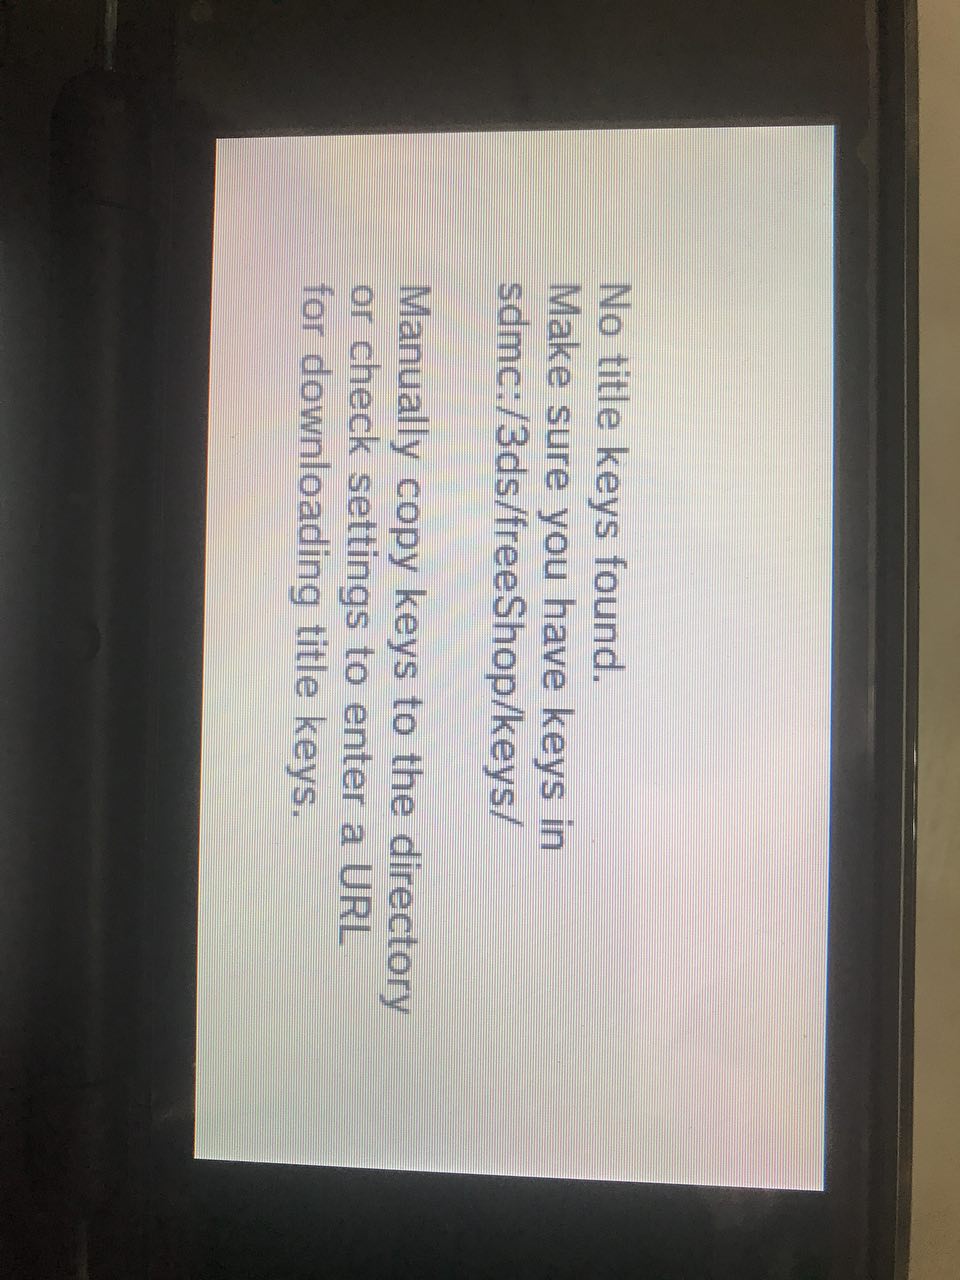 No title keys found.
Make sure you have keys in
sdmc:/3ds/freeShop/keys/
Manually copy keys to the directory
or check settings to enter a URL
for downloading title keys.